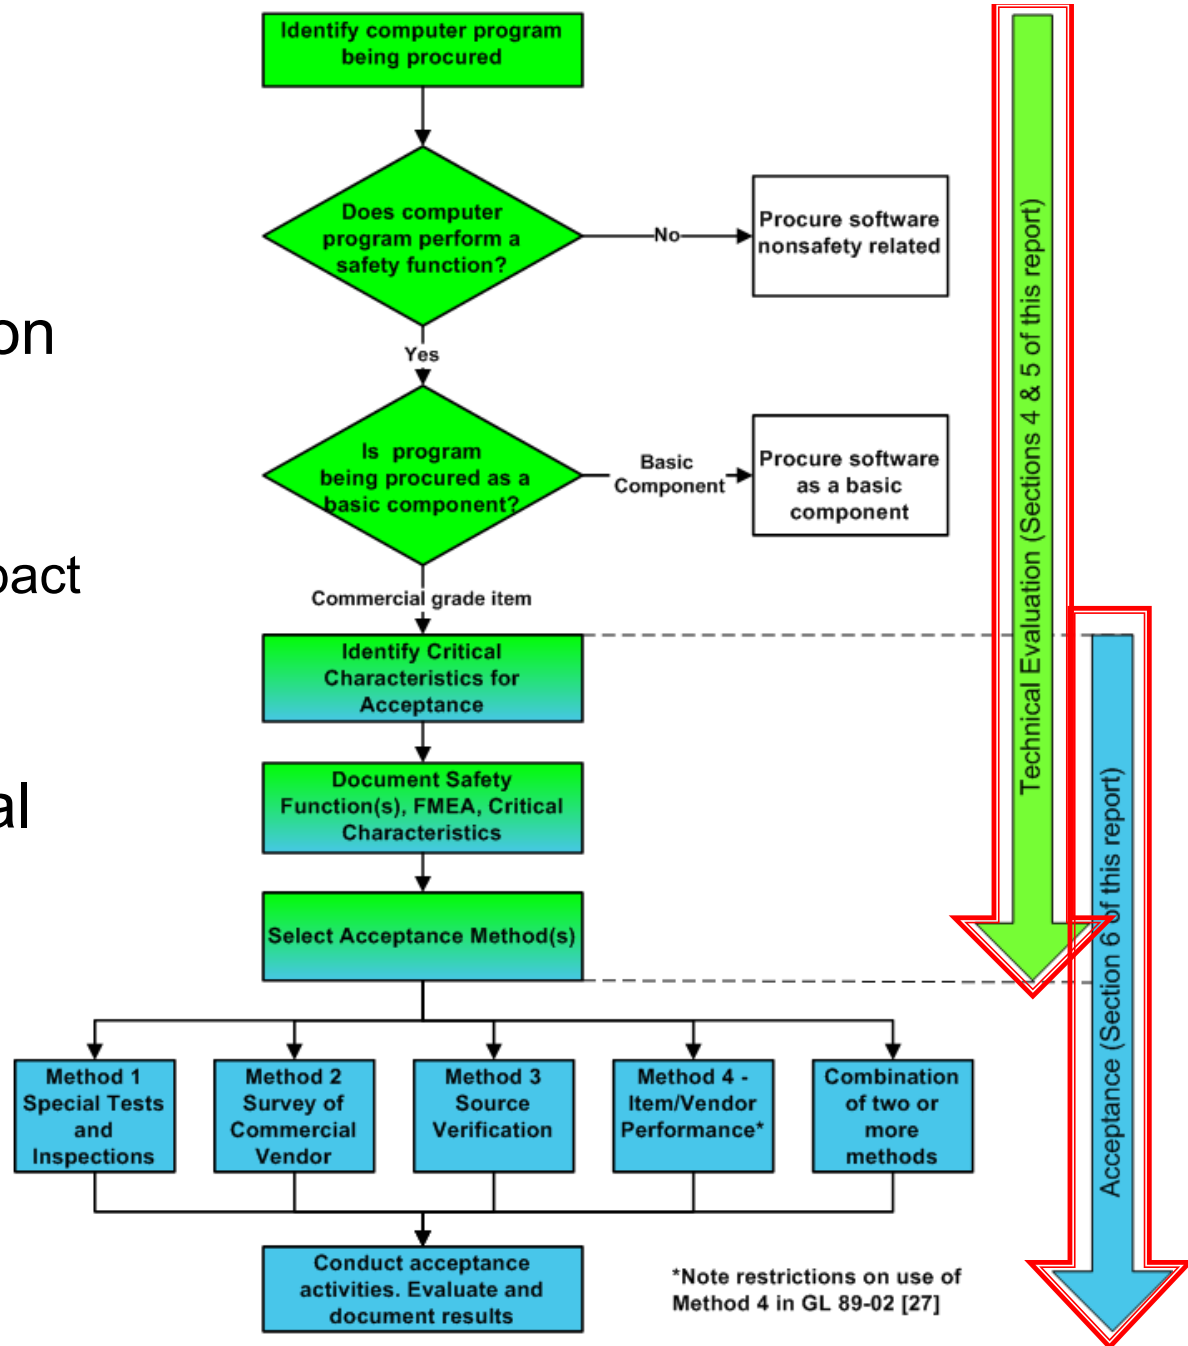 Identify computer program
being procured
Does computer
program perform a
safety function?
No
Procure software
nonsafety related
Yes
Is program
being procured as a
basic component?
Basic
Component
Procure software
as a basic
component
Commercial grade item
Identify Critical
Characteristics for
Acceptance
Document Safety
Function(s), FMEA, Critical
Characteristics
Select Acceptance Method(s)
Method 1
Special Tests
and
Inspections
Method 2
Survey of
Commercial
Vendor
Method 3
Source
Verification
Method 4 -
Item/Vendor
Performance*
Combination
of two or
more
methods
Conduct acceptance
activities. Evaluate and
document results
*Note restrictions on use of
Method 4 in GL 89-02 [27]
Technical Evaluation (Sections 4 & 5 of this report)
Acceptance (Section 6 of this report)
on
pact
al